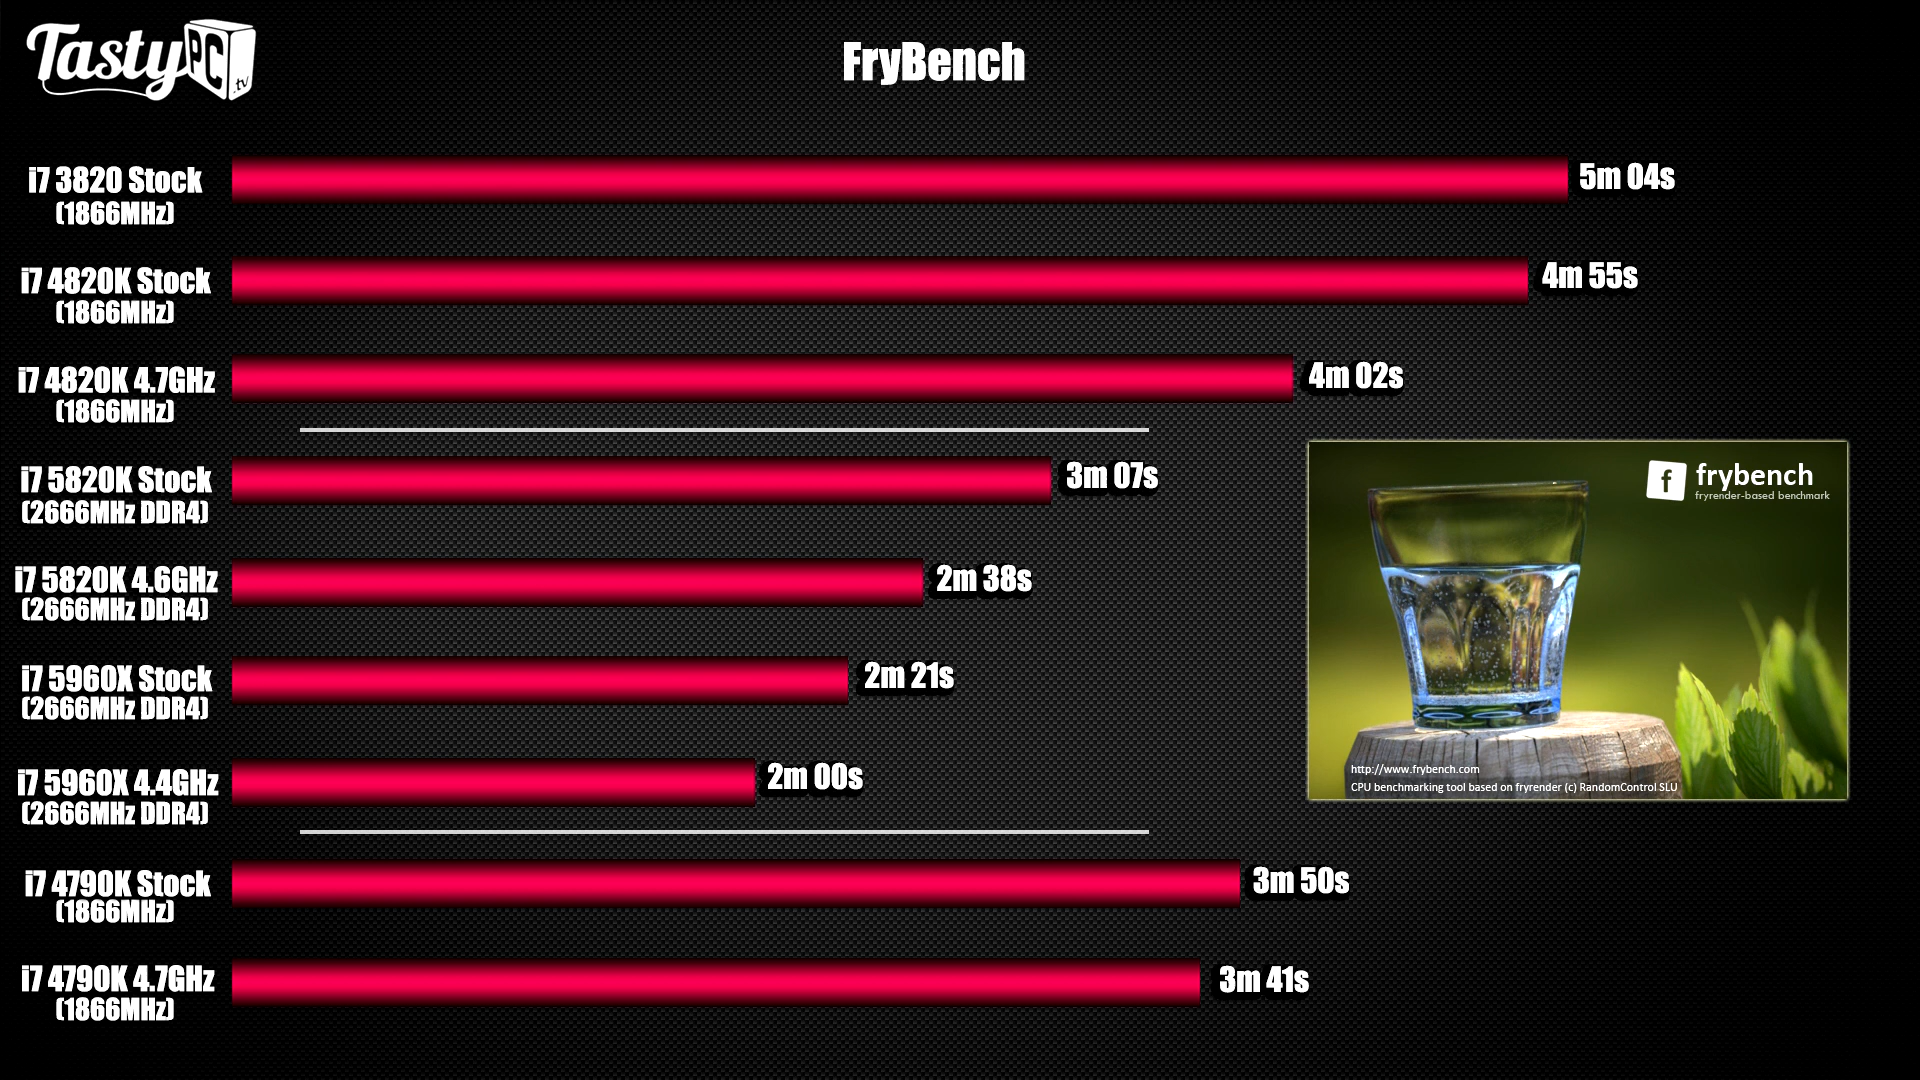 TastyPC.tv
FryBench
i7 3820 Stock
(1866MHz)
5m 04s
i7 4820K Stock
(1866MHz)
4m 55s
i7 4820K 4.7GHz
(1866MHz)
4m 02s
i7 5820K Stock
(2666MHz DDR4)
3m 07s
i7 5820K 4.6GHz
(2666MHz DDR4)
2m 38s
i7 5960X Stock
(2666MHz DDR4)
2m 21s
i7 5960X 4.4GHz
(2666MHz DDR4)
2m 00s
i7 4790K Stock
(1866MHz)
3m 50s
i7 4790K 4.7GHz
(1866MHz)
3m 41s
f frybench
fryrender-based benchmark
http://www.frybench.com
CPU benchmarking tool based on fryrender (c) RandomControl SLU